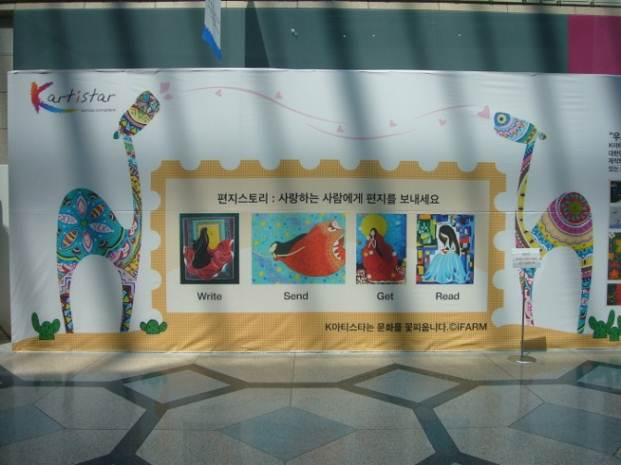 Kartistar
편지스토리 : 사랑하는 사람에게 편지를 보내세요
Write
Send
Get
Read
K아티스타는 문화를 꽃피웁니다.©iFARM
"우